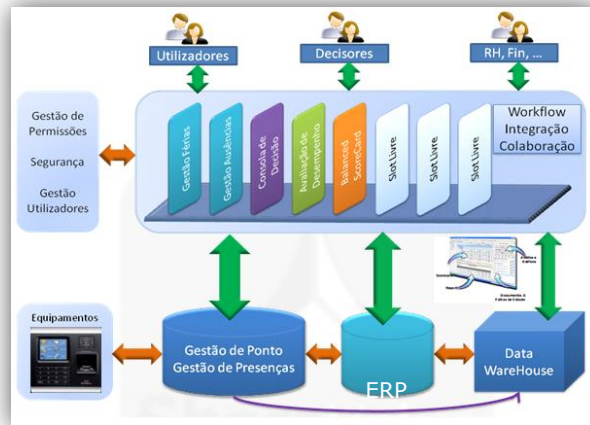 Utilizadores
Decisores
RH, Fin, ...
Gestão de
Permissões
Segurança
Gestão
Utilizadores
Gestão Férias
Gestão Ausências
Consola de
Decisão
Avaliação de
Desempenho
Balanced
ScoreCard
Slot Livre
Slot Livre
Slot Livre
Workflow
Integração
Colaboração
Equipamentos
Gestão de Ponto
Gestão de Presenças
ERP
Data
WareHouse